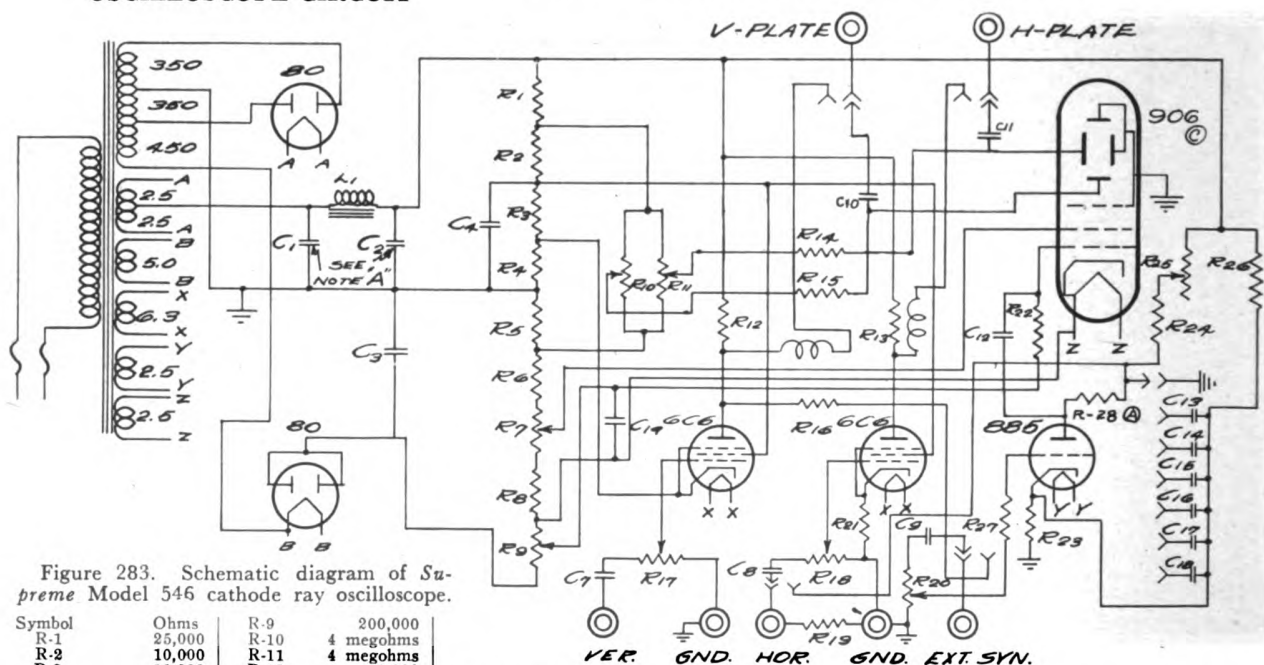 V-PLATE
H-PLATE
350
350
450
80
A A
906
C
A
2.5
2.5
A
B
5.0
B
X
6.3
X
Y
2.5
Y
Z
2.5
Z
L1
C1
C2
SEE
NOTE "A"
C3
C4
80
B B
R1
R2
R3
R4
R5
R6
R7
R8
R9
R10
R11
R12
R13
R14
R15
R16
C10
C11
C12
R22
R25
R24
R26
Z Z
C19
6C6
6C6
885
R-28 A
X X
X X
Y Y
R21
C9
R27
R23
R20
C13
C14
C15
C16
C17
C18
C7
R17
C8
R18
R19
VER. GND. HOR. GND. EXT. SYN.
Figure 283. Schematic diagram of Su-
preme Model 546 cathode ray oscilloscope.
Symbol Ohms R-9 200,000
R-1 25,000 R-10 4 megohms
R-2 10,000 R-11 4 megohms